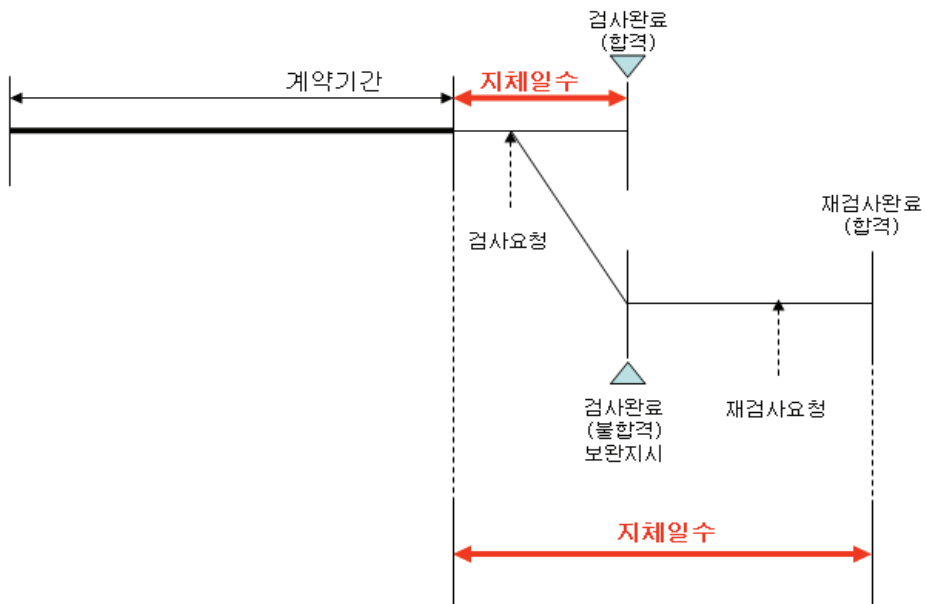 검사완료
(합격)
계약기간
지체일수
검사요청
재검사완료
(합격)
검사완료
(불합격)
보완지시
재검사요청
지체일수